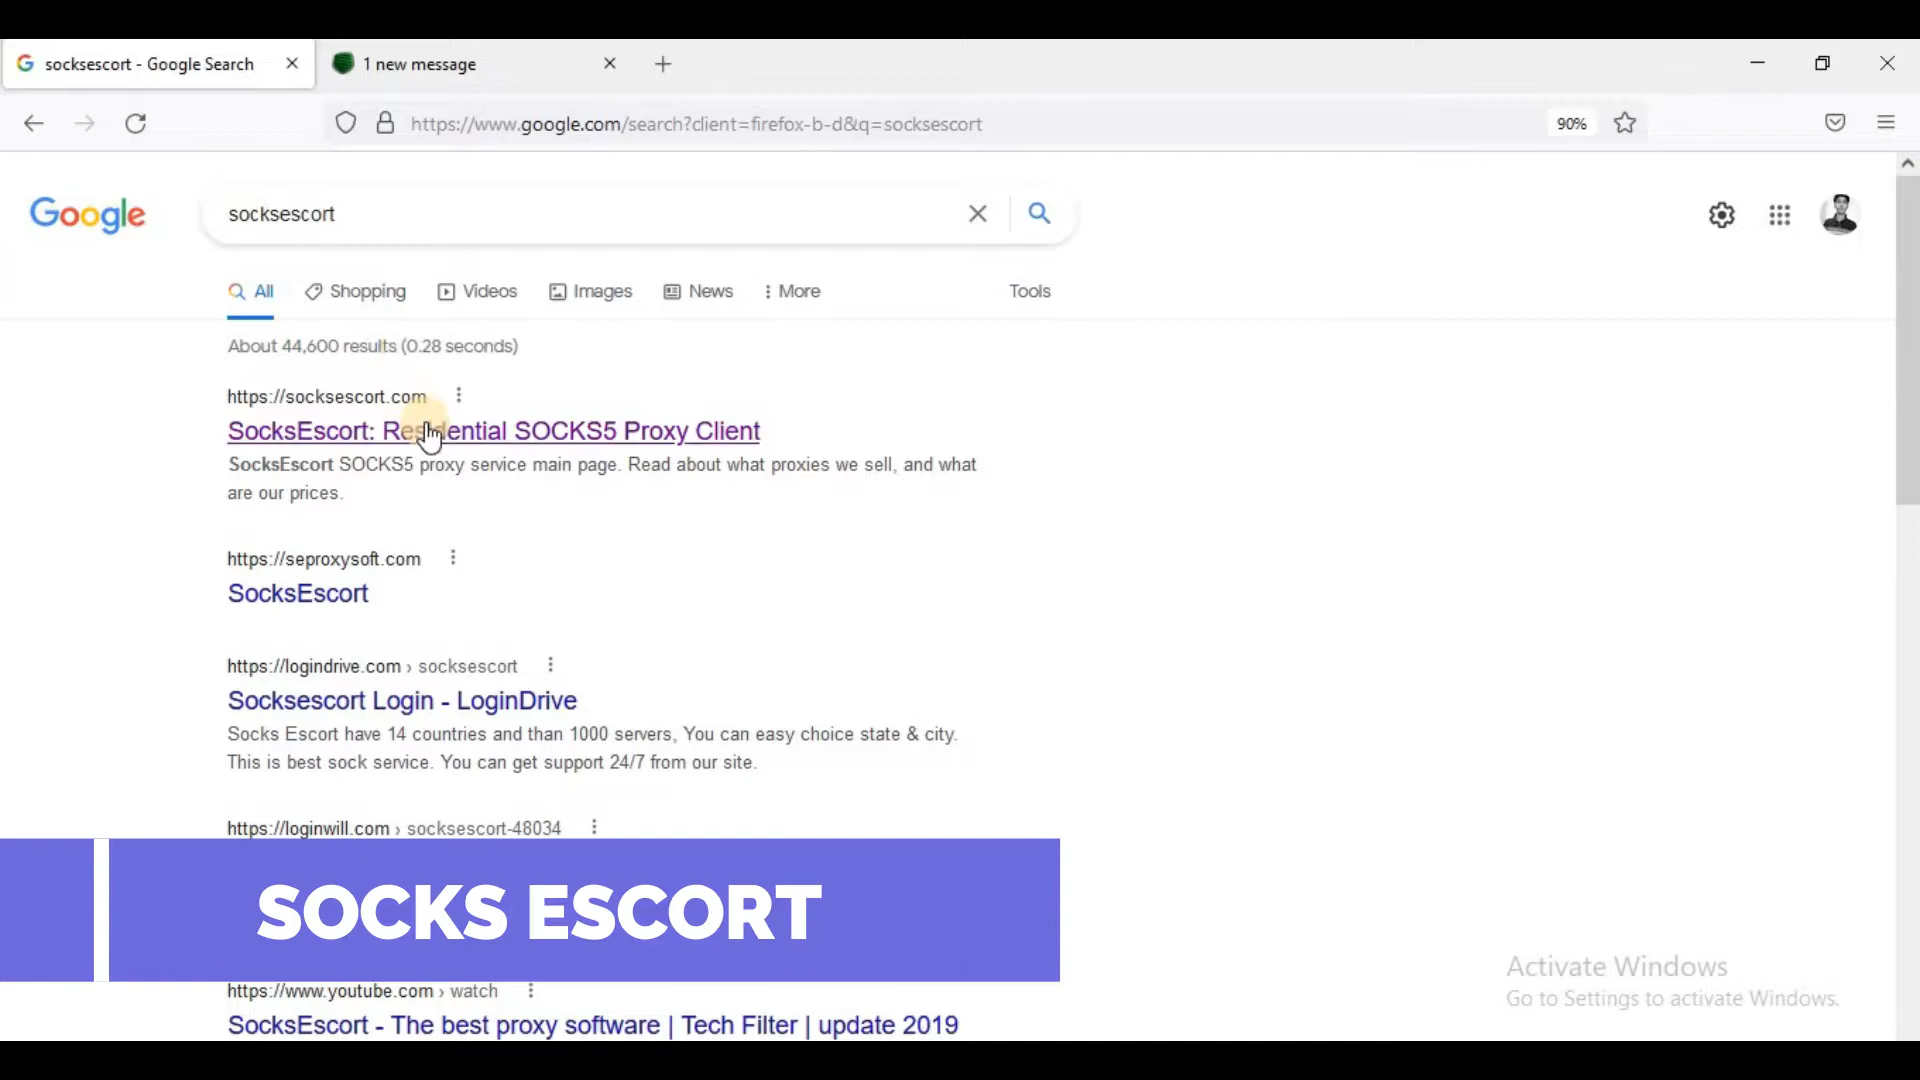 socksescort - Google Search
1 new message
https://www.google.com/search?client=firefox-b-d&q=socksescort
90%
Google
socksescort
All
Shopping
Videos
Images
News
More
Tools
About 44,600 results (0.28 seconds)
https://socksescort.com
SocksEscort: Residential SOCKS5 Proxy Client
SocksEscort SOCKS5 proxy service main page. Read about what proxies we sell, and what
are our prices.
https://seproxysoft.com
SocksEscort
https://logindrive.com › socksescort
Socksescort Login - LoginDrive
Socks Escort have 14 countries and than 1000 servers, You can easy choice state & city.
This is best sock service. You can get support 24/7 from our site.
https://loginwill.com › socksescort-48034
SOCKS ESCORT
Activate Windows
Go to Settings to activate Windows.
https://www.youtube.com › watch
SocksEscort - The best proxy software | Tech Filter | update 2019